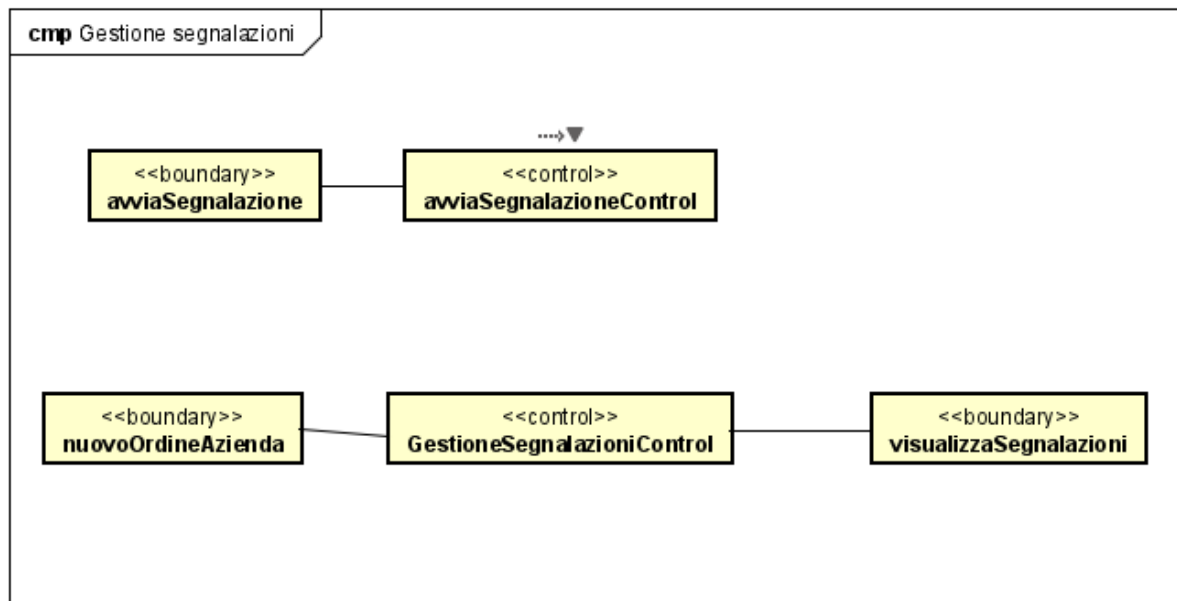 cmp Gestione segnalazioni
<<boundary>>
avviaSegnalazione
<<control>>
avviaSegnalazioneControl
<<boundary>>
nuovoOrdineAzienda
<<control>>
GestioneSegnalazioniControl
<<boundary>>
visualizzaSegnalazioni